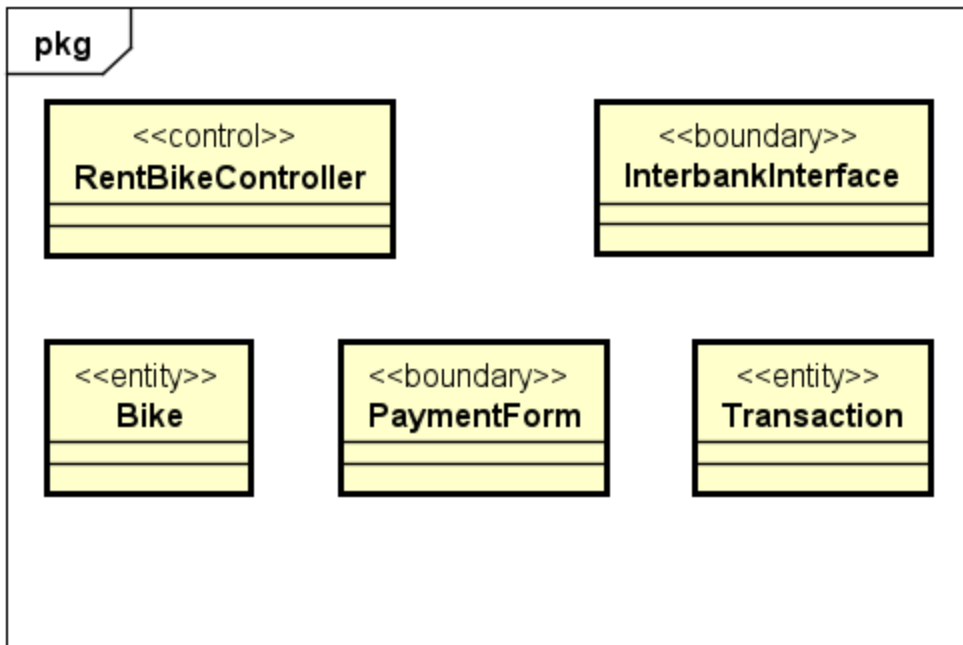 pkg
<<control>>
RentBikeController
<<boundary>>
InterbankInterface
<<entity>>
Bike
<<boundary>>
PaymentForm
<<entity>>
Transaction